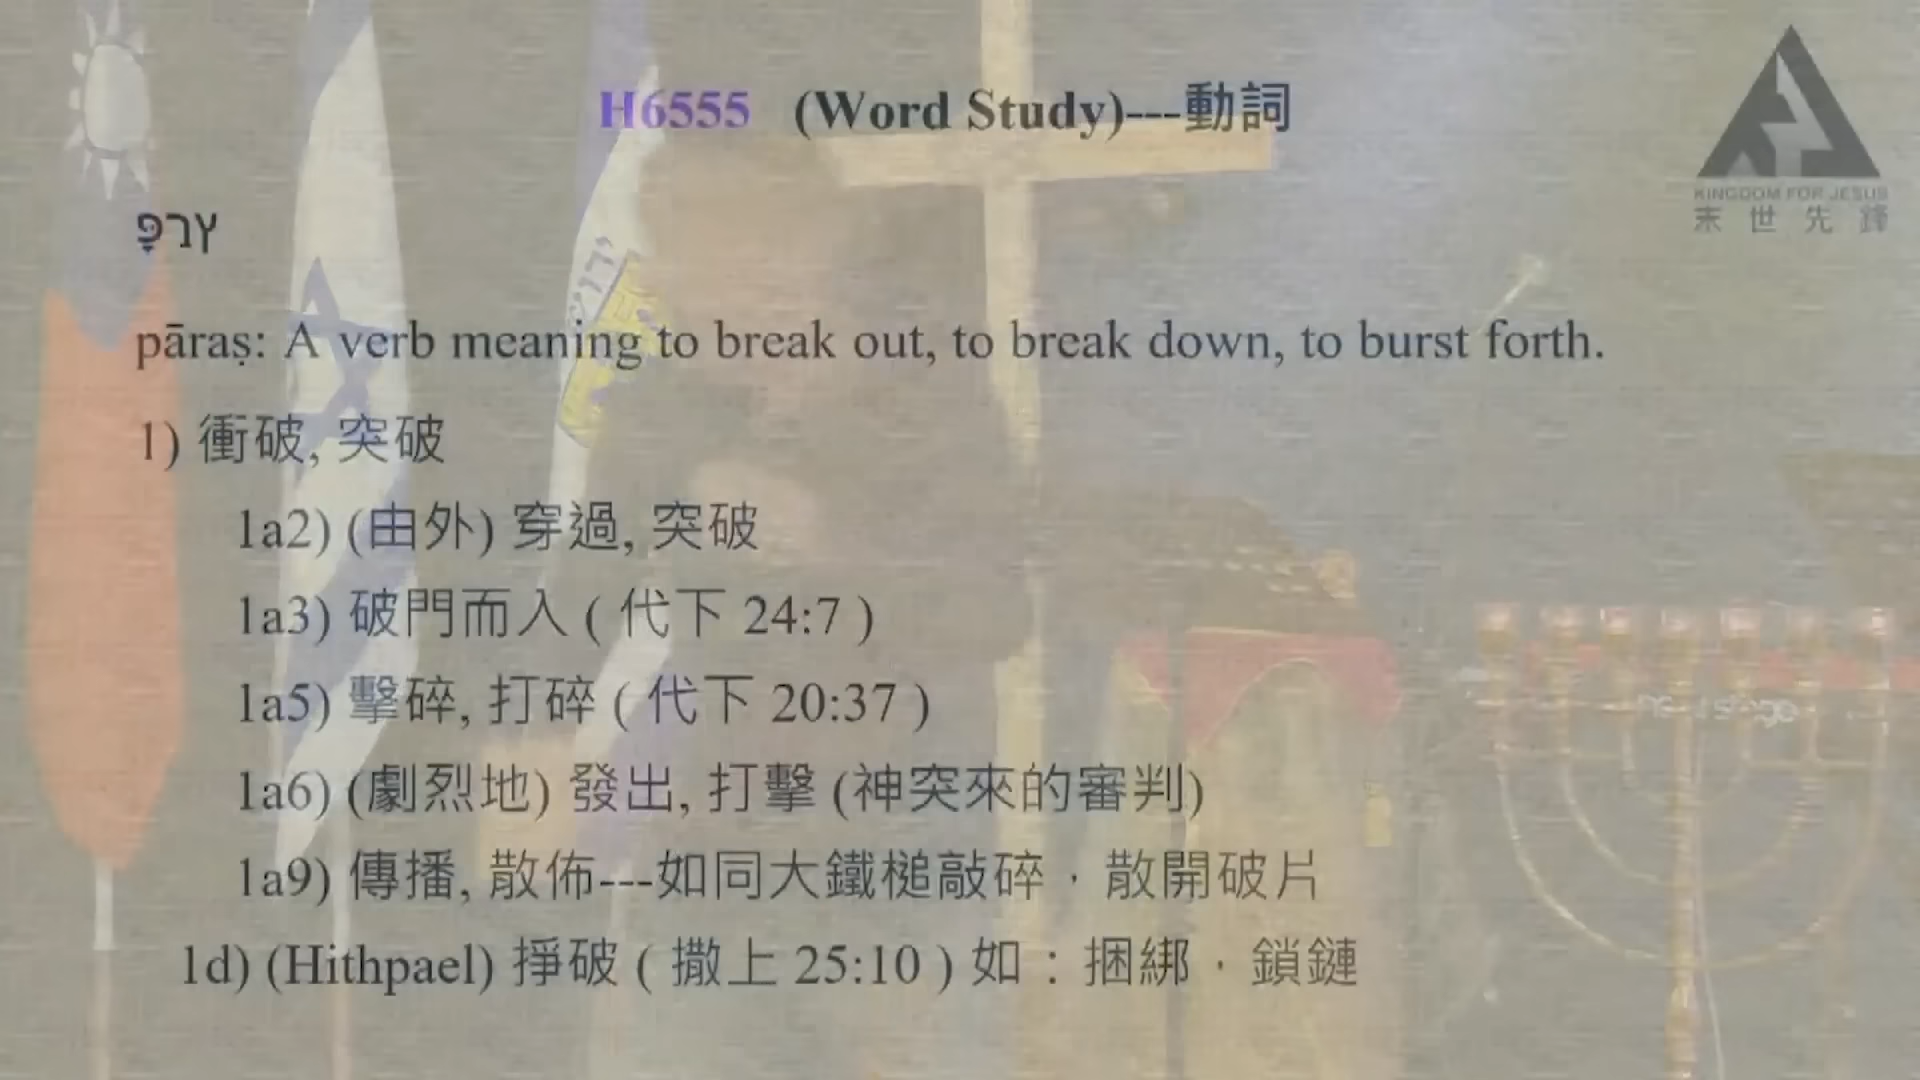 H6555 (Word Study)---動詞
KINGDOM FOR JESUS
末世先鋒
פָּרץ
pāraṣ: A verb meaning to break out, to break down, to burst forth.
1) 衝破, 突破
1a2) (由外) 穿過, 突破
1a3) 破門而入 ( 代下 24:7 )
1a5) 擊碎, 打碎 ( 代下 20:37 )
1a6) (劇烈地) 發出, 打擊 (神突來的審判)
1a9) 傳播, 散佈---如同大鐵槌敲碎，散開破片
1d) (Hithpael) 掙破 ( 撒上 25:10 ) 如：捆綁，鎖鏈